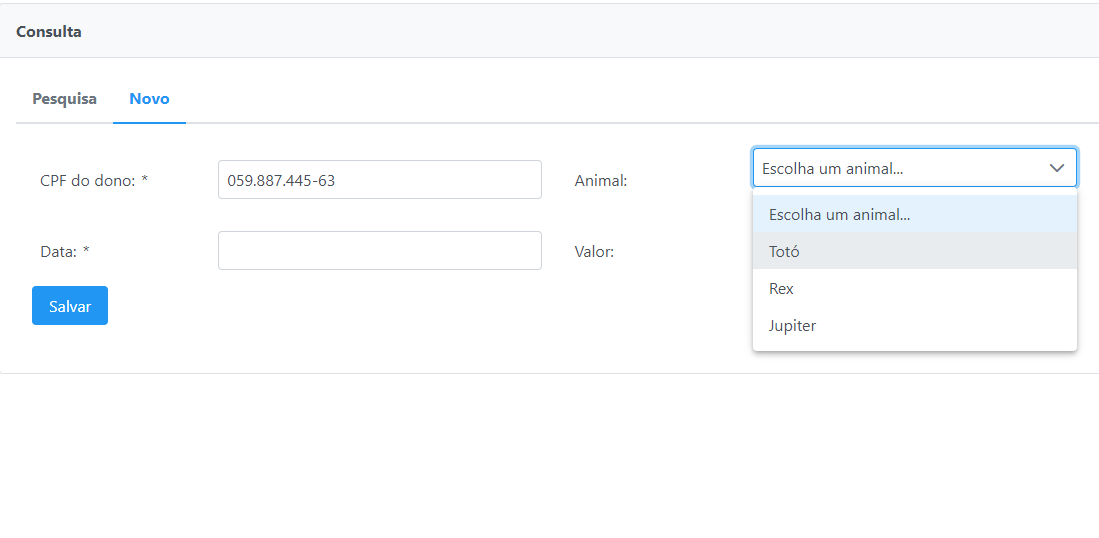 Consulta
Pesquisa Novo
CPF do dono: * 059.887.445-63 Animal: Escolha um animal...
Escolha um animal...
Data: * Valor: Totó
Rex
Salvar
Jupiter